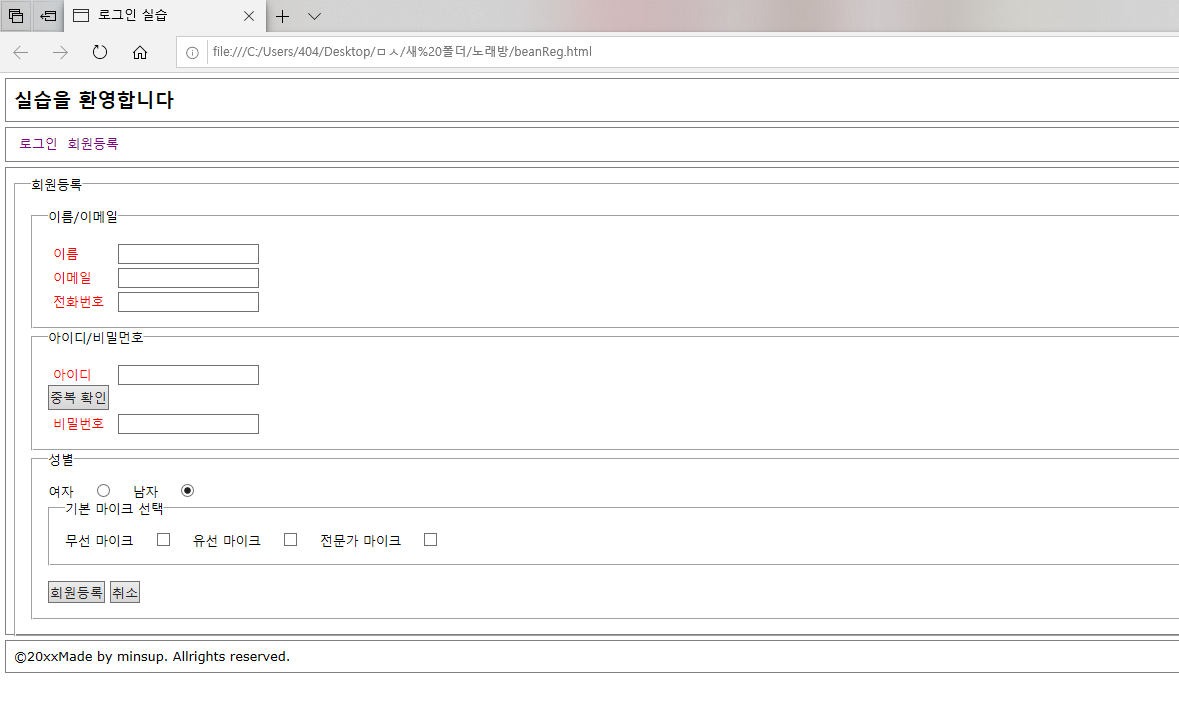 로그인 실습
file:///C:/Users/404/Desktop/ㅁㅅ/새%20폴더/노래방/beanReg.html
실습을 환영합니다
로그인 회원등록
회원등록
이름/이메일
이름
이메일
전화번호
아이디/비밀먼호
아이디
중복 확인
비밀번호
성별
여자 남자
기본 마이크 선택
무선 마이크 유선 마이크 전문가 마이크
회원등록 취소
©20xxMade by minsup. Allrights reserved.